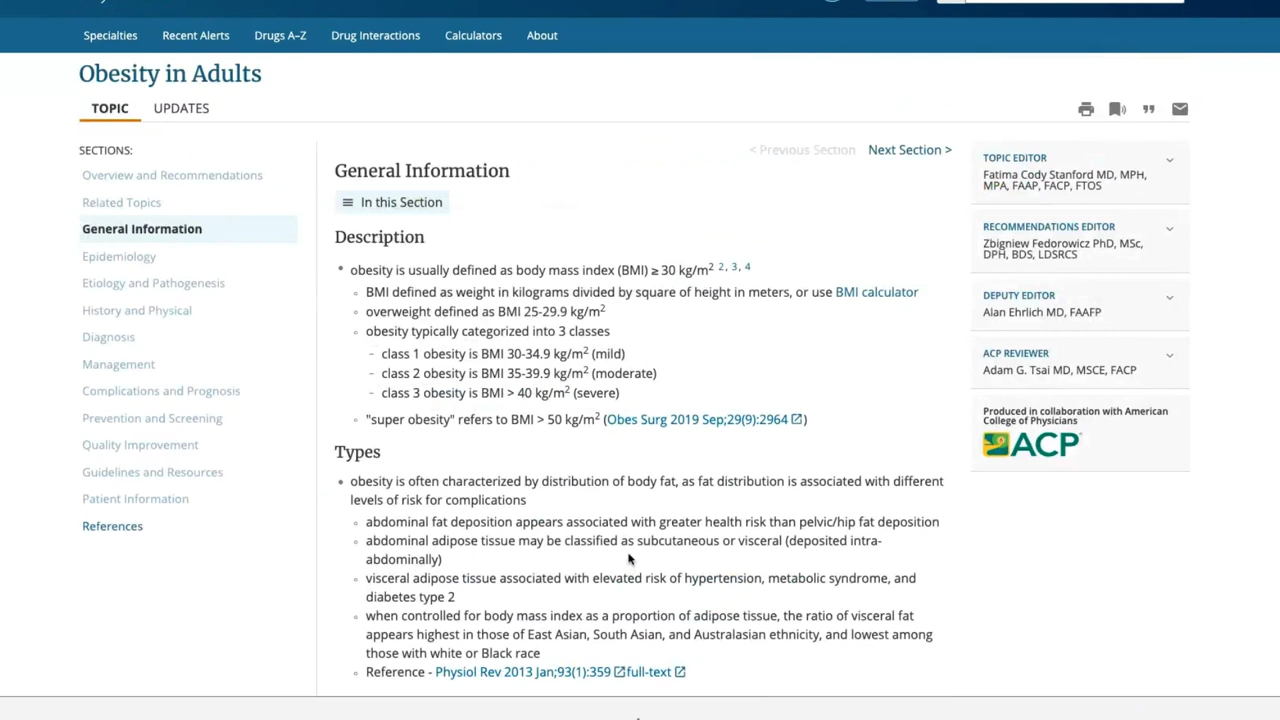 Specialties Recent Alerts Drugs A–Z Drug Interactions Calculators About
Obesity in Adults
TOPIC UPDATES
SECTIONS:
Overview and Recommendations
Related Topics
General Information
Epidemiology
Etiology and Pathogenesis
History and Physical
Diagnosis
Management
Complications and Prognosis
Prevention and Screening
Quality Improvement
Guidelines and Resources
Patient Information
References
< Previous Section Next Section >
General Information
In this Section
Description
• obesity is usually defined as body mass index (BMI) ≥ 30 kg/m² 2, 3, 4
◦ BMI defined as weight in kilograms divided by square of height in meters, or use BMI calculator
◦ overweight defined as BMI 25-29.9 kg/m²
◦ obesity typically categorized into 3 classes
– class 1 obesity is BMI 30-34.9 kg/m² (mild)
– class 2 obesity is BMI 35-39.9 kg/m² (moderate)
– class 3 obesity is BMI > 40 kg/m² (severe)
◦ "super obesity" refers to BMI > 50 kg/m² (Obes Surg 2019 Sep;29(9):2964)
Types
• obesity is often characterized by distribution of body fat, as fat distribution is associated with different
levels of risk for complications
◦ abdominal fat deposition appears associated with greater health risk than pelvic/hip fat deposition
◦ abdominal adipose tissue may be classified as subcutaneous or visceral (deposited intra-
abdominally)
◦ visceral adipose tissue associated with elevated risk of hypertension, metabolic syndrome, and
diabetes type 2
◦ when controlled for body mass index as a proportion of adipose tissue, the ratio of visceral fat
appears highest in those of East Asian, South Asian, and Australasian ethnicity, and lowest among
those with white or Black race
◦ Reference - Physiol Rev 2013 Jan;93(1):359 full-text
TOPIC EDITOR
Fatima Cody Stanford MD, MPH,
MPA, FAAP, FACP, FTOS
RECOMMENDATIONS EDITOR
Zbigniew Fedorowicz PhD, MSc,
DPH, BDS, LDSRCS
DEPUTY EDITOR
Alan Ehrlich MD, FAAFP
ACP REVIEWER
Adam G. Tsai MD, MSCE, FACP
Produced in collaboration with American
College of Physicians
ACP